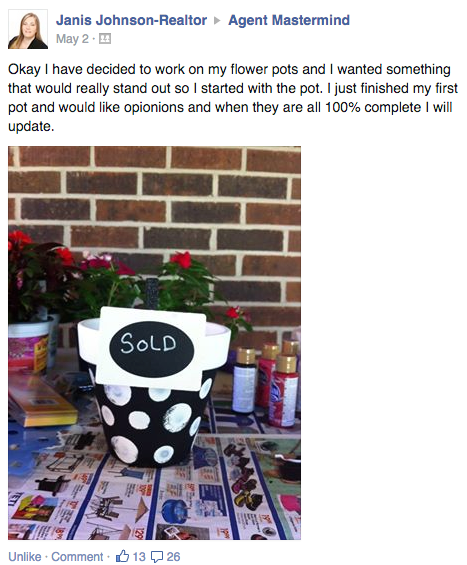 Janis Johnson-Realtor ▸ Agent Mastermind
May 2 ·
Okay I have decided to work on my flower pots and I wanted something
that would really stand out so I started with the pot. I just finished my first
pot and would like opionions and when they are all 100% complete I will
update.
SOLD
Unlike · Comment · 13 26